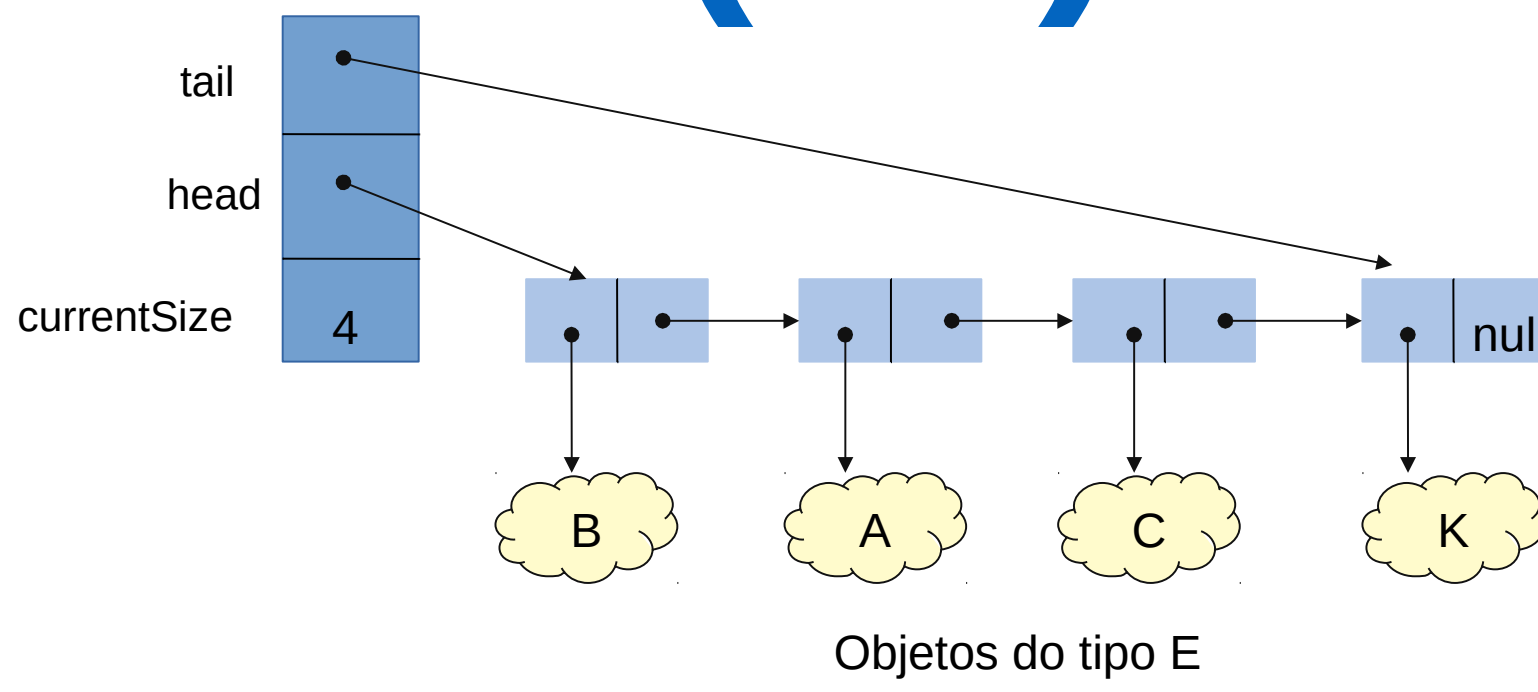 tail
head
currentSize
4
nul
B
A
C
K
Objetos do tipo E